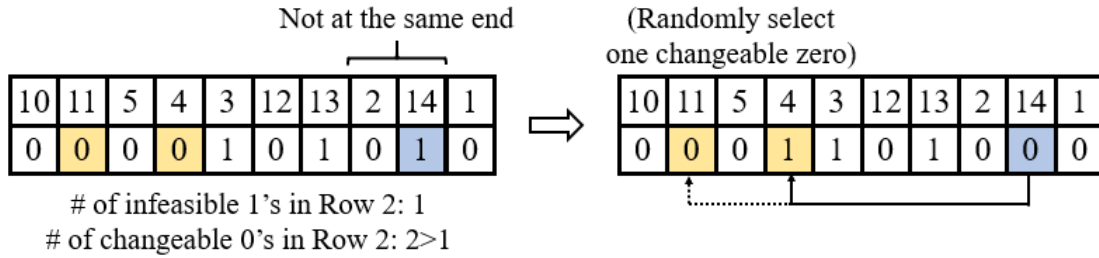 Not at the same end
10 11 5 4 3 12 13 2 14 1
0 0 0 0 1 0 1 0 1 0
# of infeasible 1's in Row 2: 1
# of changeable 0's in Row 2: 2>1
(Randomly select
one changeable zero)
10 11 5 4 3 12 13 2 14 1
0 0 0 1 1 0 1 0 0 0